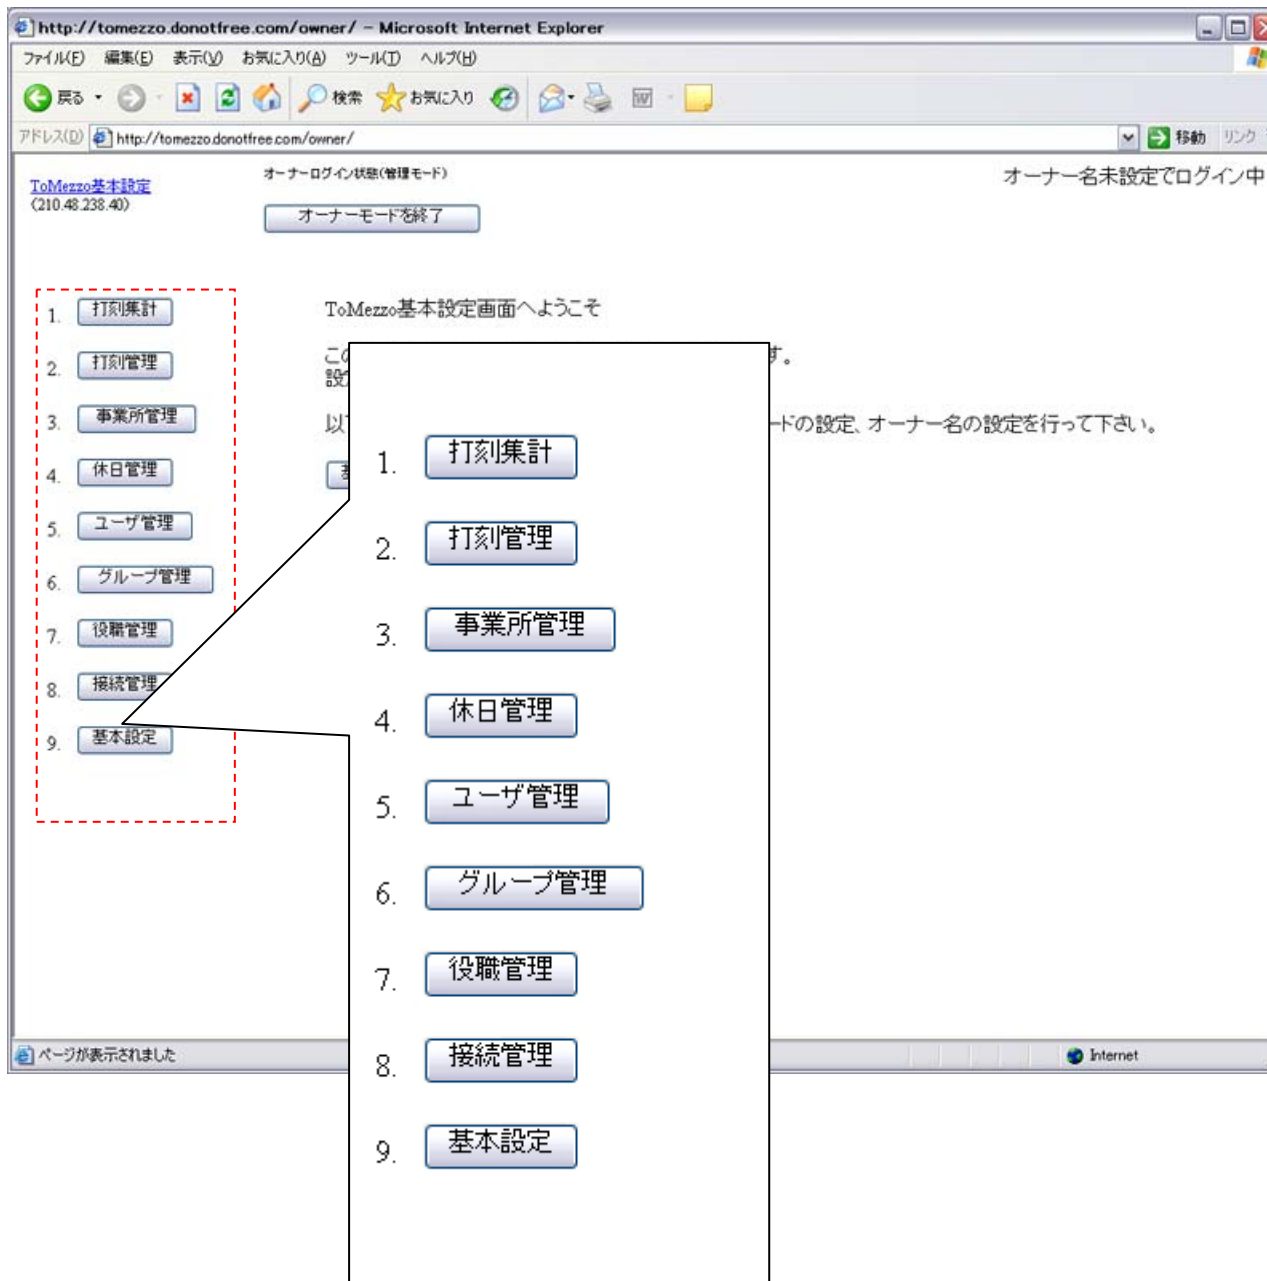 http://tomezzo.donotfree.com/owner/ - Microsoft Internet Explorer
ファイル(F) 編集(E) 表示(V) お気に入り(A) ツール(T) ヘルプ(H)
戻る 検索 お気に入り
アドレス(D) http://tomezzo.donotfree.com/owner/ 移動 リンク
ToMezzo基本設定
(210.48.238.40)
オーナーログイン状態(管理モード)
オーナーモードを終了
オーナー名未設定でログイン中
1. 打刻集計
2. 打刻管理
3. 事業所管理
4. 休日管理
5. ユーザ管理
6. グループ管理
7. 役職管理
8. 接続管理
9. 基本設定
ToMezzo基本設定画面へようこそ
この す。
設定
以下 ードの設定、オーナー名の設定を行って下さい。
1. 打刻集計
2. 打刻管理
3. 事業所管理
4. 休日管理
5. ユーザ管理
6. グループ管理
7. 役職管理
8. 接続管理
9. 基本設定
ページが表示されました Internet